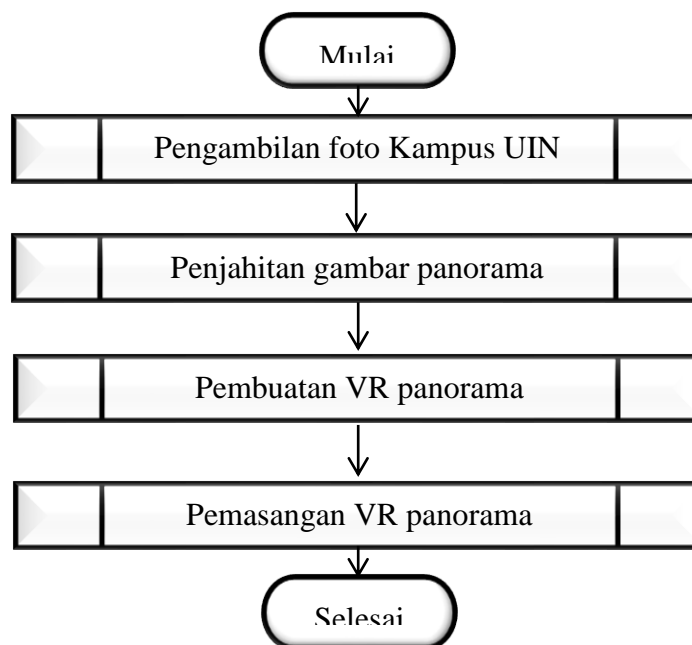 Mulai
Pengambilan foto Kampus UIN
Penjahitan gambar panorama
Pembuatan VR panorama
Pemasangan VR panorama
Selesai